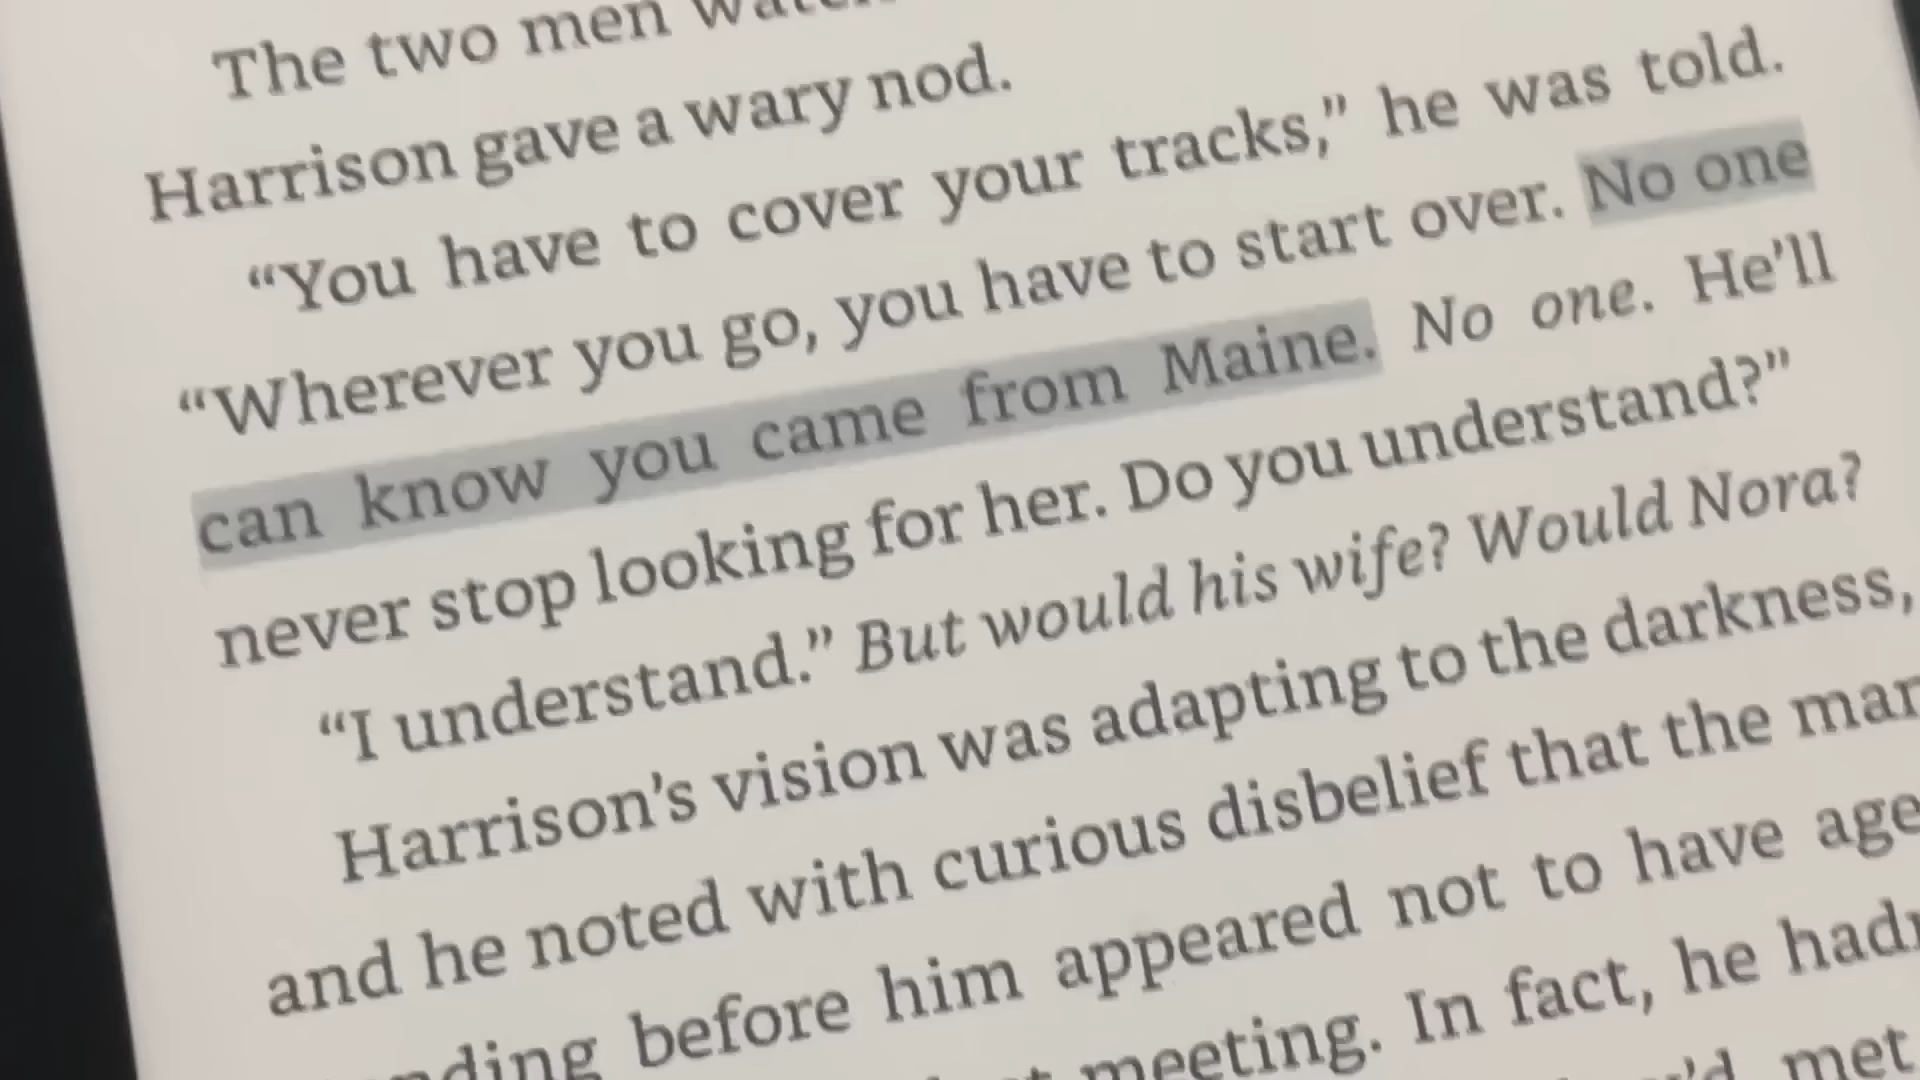 The two men
Harrison gave a wary nod.
“You have to cover your tracks,” he was told.
“Wherever you go, you have to start over. No one
can know you came from Maine. No one. He’ll
never stop looking for her. Do you understand?”
“I understand.” But would his wife? Would Nora?
Harrison’s vision was adapting to the darkness,
and he noted with curious disbelief that the
before him appeared not to have
meeting. In fact, he
met